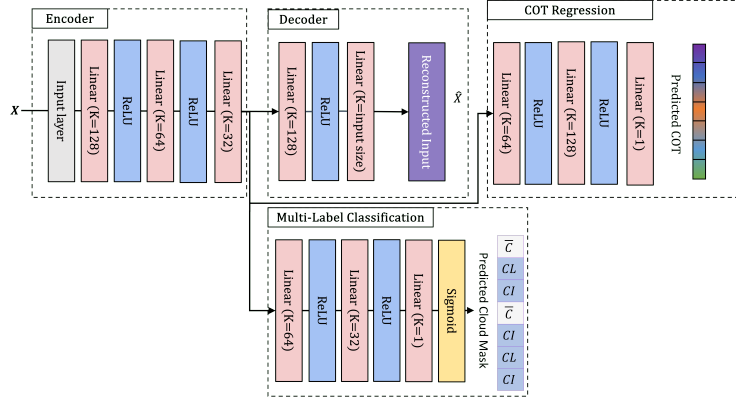 Encoder
X
Input layer
Linear (K=128)
ReLU
Linear (K=64)
ReLU
Linear (K=32)
Decoder
Linear (K=128)
ReLU
Linear (K=input size)
Reconstructed Input
X̂
COT Regression
Linear (K=64)
ReLU
Linear (K=128)
ReLU
Linear (K=1)
Predicted COT
Multi-Label Classification
Linear (K=64)
ReLU
Linear (K=32)
ReLU
Linear (K=1)
Sigmoid
Predicted Cloud Mask
C̅
CL
CI
C̅
CI
CL
CI